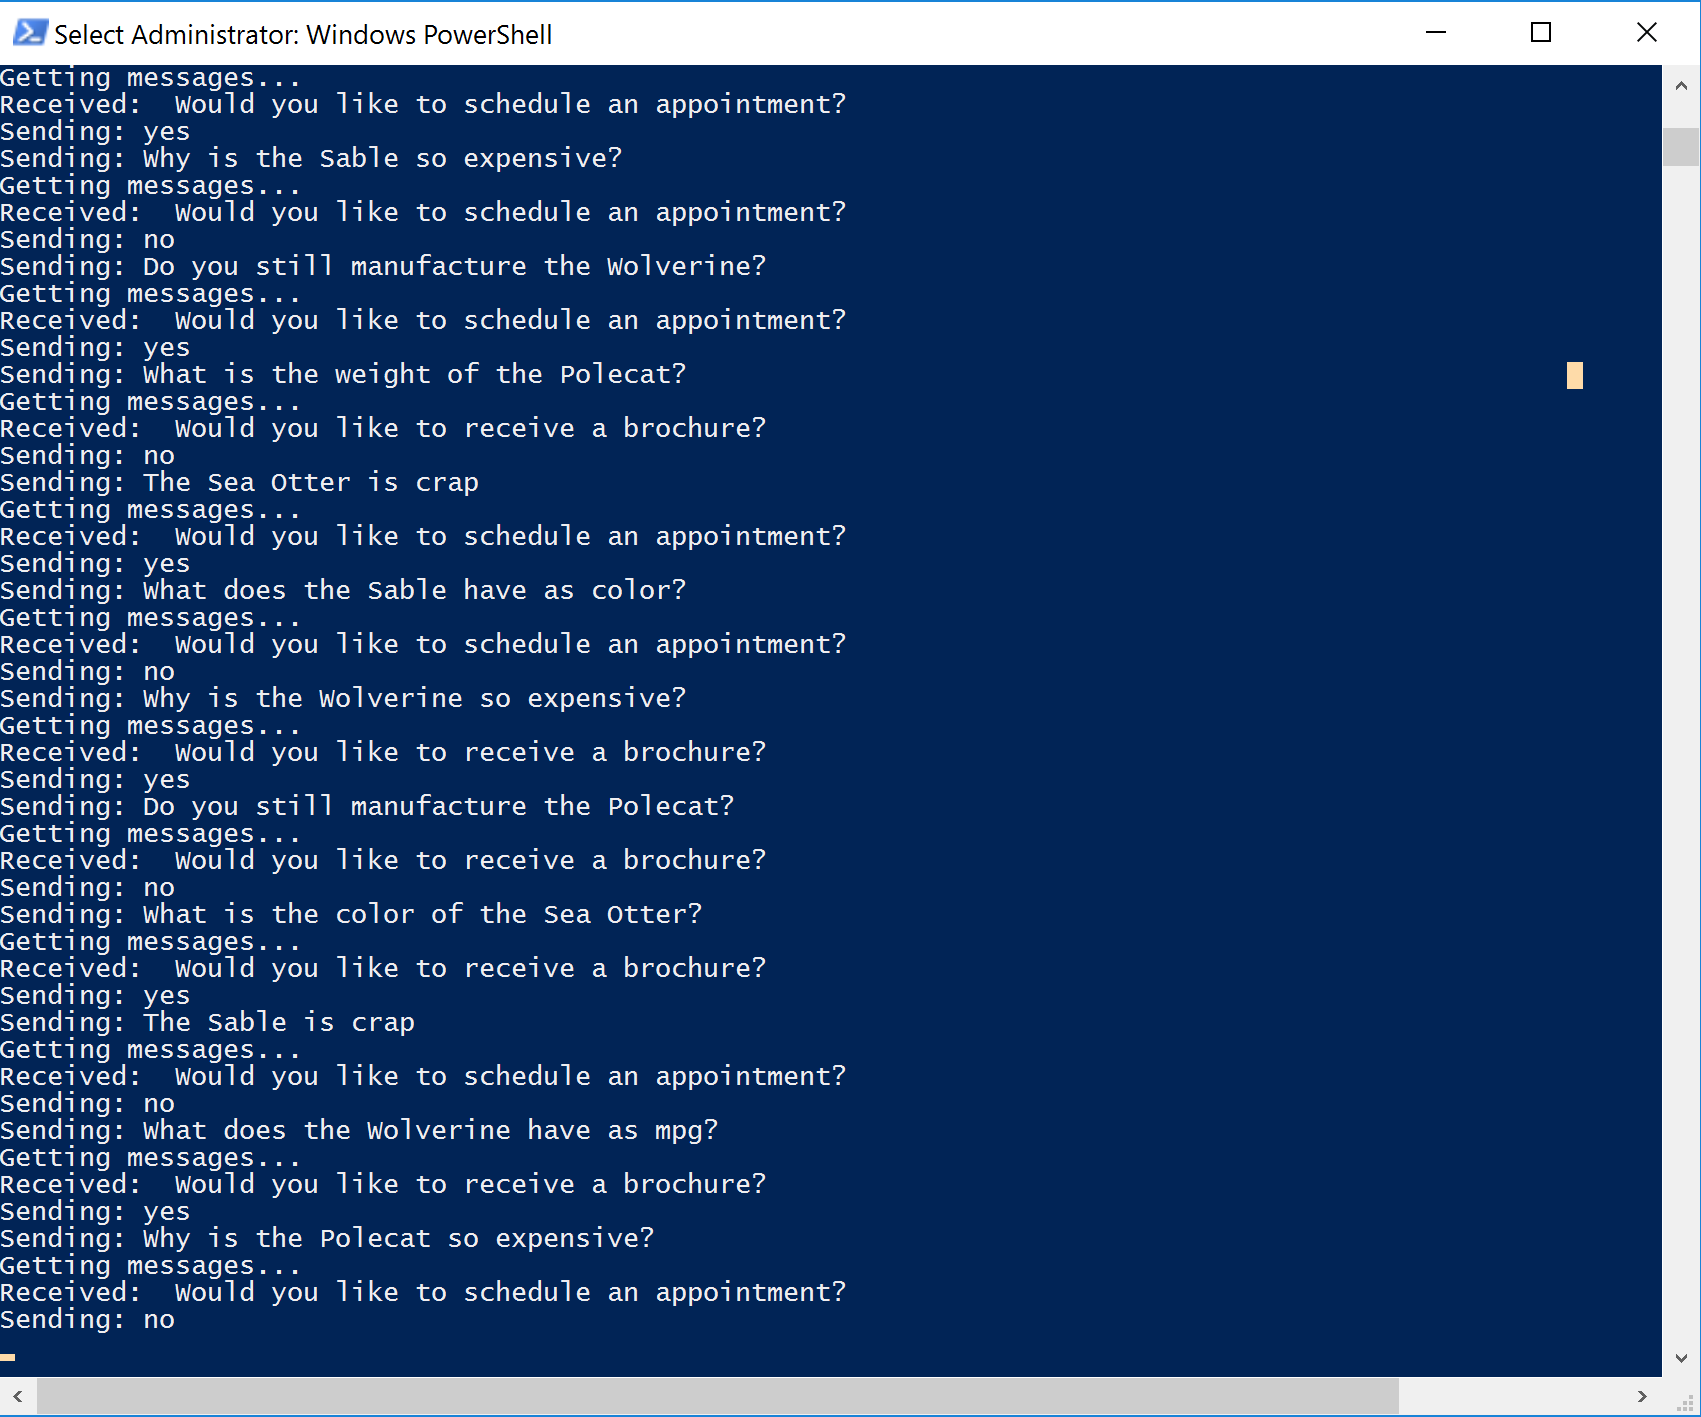 Select Administrator: Windows PowerShell
Getting messages...
Received:  Would you like to schedule an appointment?
Sending: yes
Sending: Why is the Sable so expensive?
Getting messages...
Received:  Would you like to schedule an appointment?
Sending: no
Sending: Do you still manufacture the Wolverine?
Getting messages...
Received:  Would you like to schedule an appointment?
Sending: yes
Sending: What is the weight of the Polecat?
Getting messages...
Received:  Would you like to receive a brochure?
Sending: no
Sending: The Sea Otter is crap
Getting messages...
Received:  Would you like to schedule an appointment?
Sending: yes
Sending: What does the Sable have as color?
Getting messages...
Received:  Would you like to schedule an appointment?
Sending: no
Sending: Why is the Wolverine so expensive?
Getting messages...
Received:  Would you like to receive a brochure?
Sending: yes
Sending: Do you still manufacture the Polecat?
Getting messages...
Received:  Would you like to receive a brochure?
Sending: no
Sending: What is the color of the Sea Otter?
Getting messages...
Received:  Would you like to receive a brochure?
Sending: yes
Sending: The Sable is crap
Getting messages...
Received:  Would you like to schedule an appointment?
Sending: no
Sending: What does the Wolverine have as mpg?
Getting messages...
Received:  Would you like to receive a brochure?
Sending: yes
Sending: Why is the Polecat so expensive?
Getting messages...
Received:  Would you like to schedule an appointment?
Sending: no